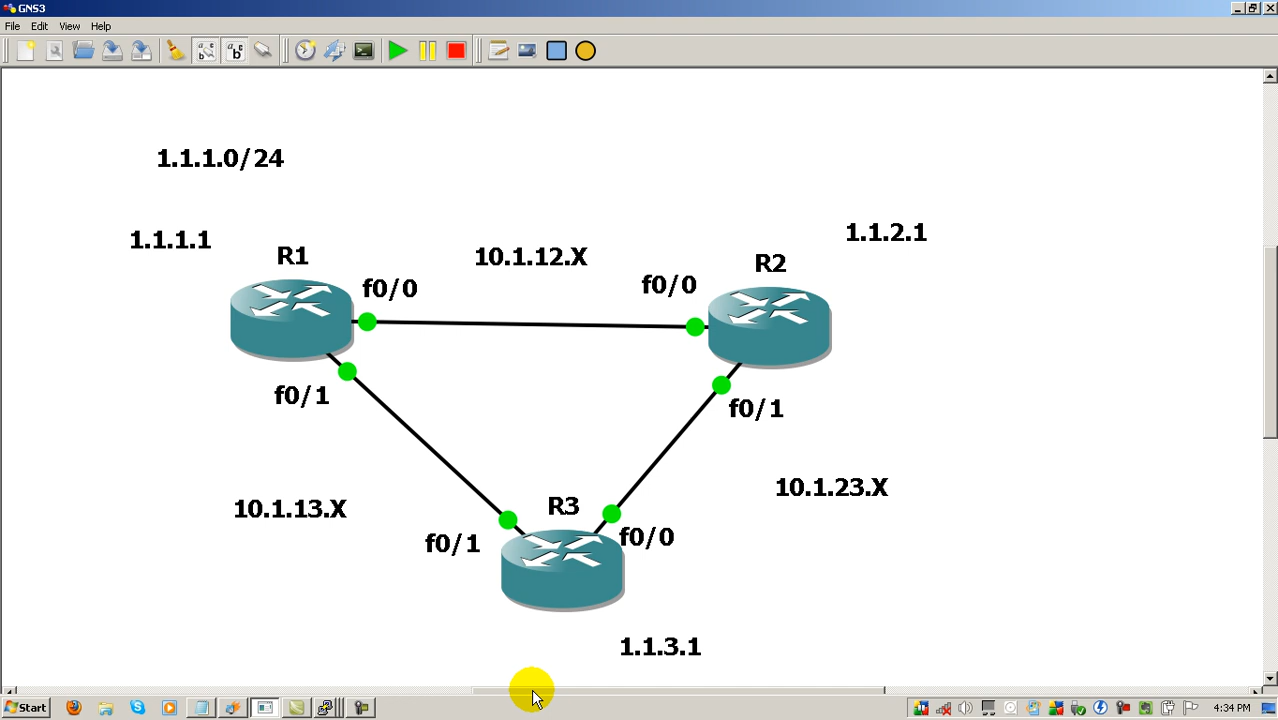 GNS3
File Edit View Help
1.1.1.0/24
1.1.1.1
1.1.2.1
R1
10.1.12.X
R2
f0/0
f0/0
f0/1
f0/1
10.1.23.X
10.1.13.X
R3
f0/1
f0/0
1.1.3.1
Start
4:34 PM